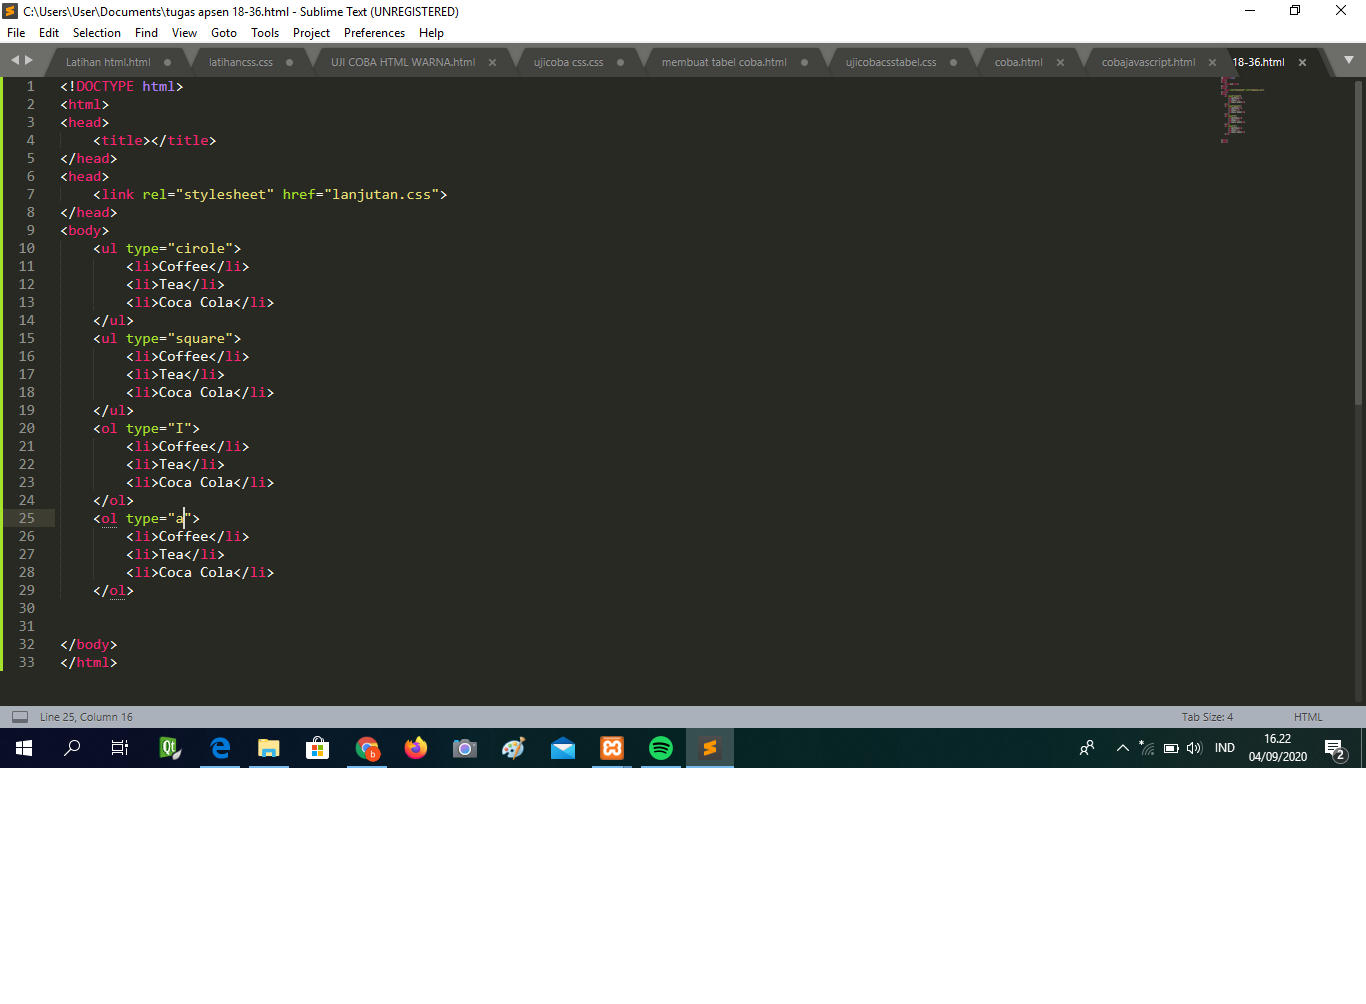 C:\Users\User\Documents\tugas apsen 18-36.html - Sublime Text (UNREGISTERED)
File Edit Selection Find View Goto Tools Project Preferences Help
Latihan html.html latihancss.css UJI COBA HTML WARNA.html ujicoba css.css membuat tabel coba.html ujicobacsstabel.css coba.html cobajavascript.html 18-36.html
1 <!DOCTYPE html>
2 <html>
3 <head>
4 <title></title>
5 </head>
6 <head>
7 <link rel="stylesheet" href="lanjutan.css">
8 </head>
9 <body>
10 <ul type="cirole">
11 <li>Coffee</li>
12 <li>Tea</li>
13 <li>Coca Cola</li>
14 </ul>
15 <ul type="square">
16 <li>Coffee</li>
17 <li>Tea</li>
18 <li>Coca Cola</li>
19 </ul>
20 <ol type="I">
21 <li>Coffee</li>
22 <li>Tea</li>
23 <li>Coca Cola</li>
24 </ol>
25 <ol type="a">
26 <li>Coffee</li>
27 <li>Tea</li>
28 <li>Coca Cola</li>
29 </ol>
30
31
32 </body>
33 </html>
Line 25, Column 16 Tab Size: 4 HTML
Qt b IND 16.22
04/09/2020 2